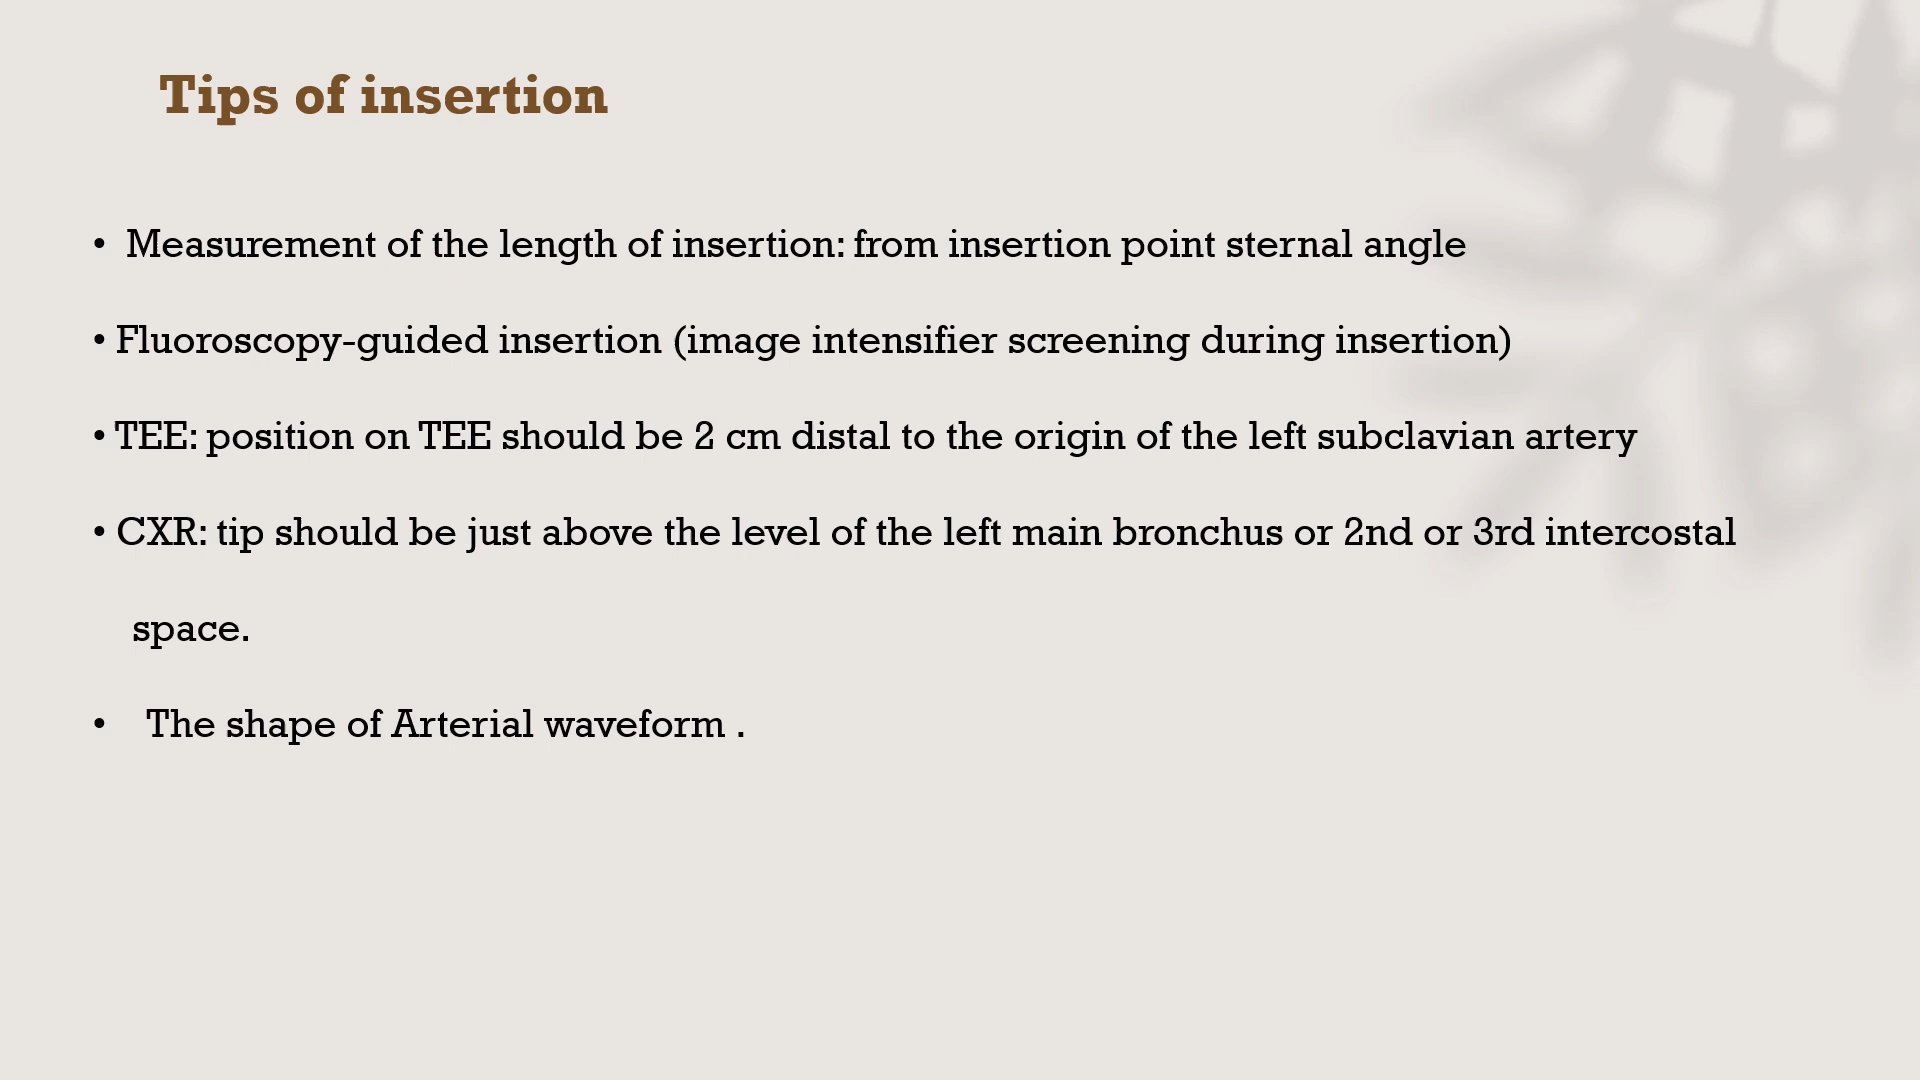 Tips of insertion
• Measurement of the length of insertion: from insertion point sternal angle
• Fluoroscopy-guided insertion (image intensifier screening during insertion)
• TEE: position on TEE should be 2 cm distal to the origin of the left subclavian artery
• CXR: tip should be just above the level of the left main bronchus or 2nd or 3rd intercostal
space.
• The shape of Arterial waveform .